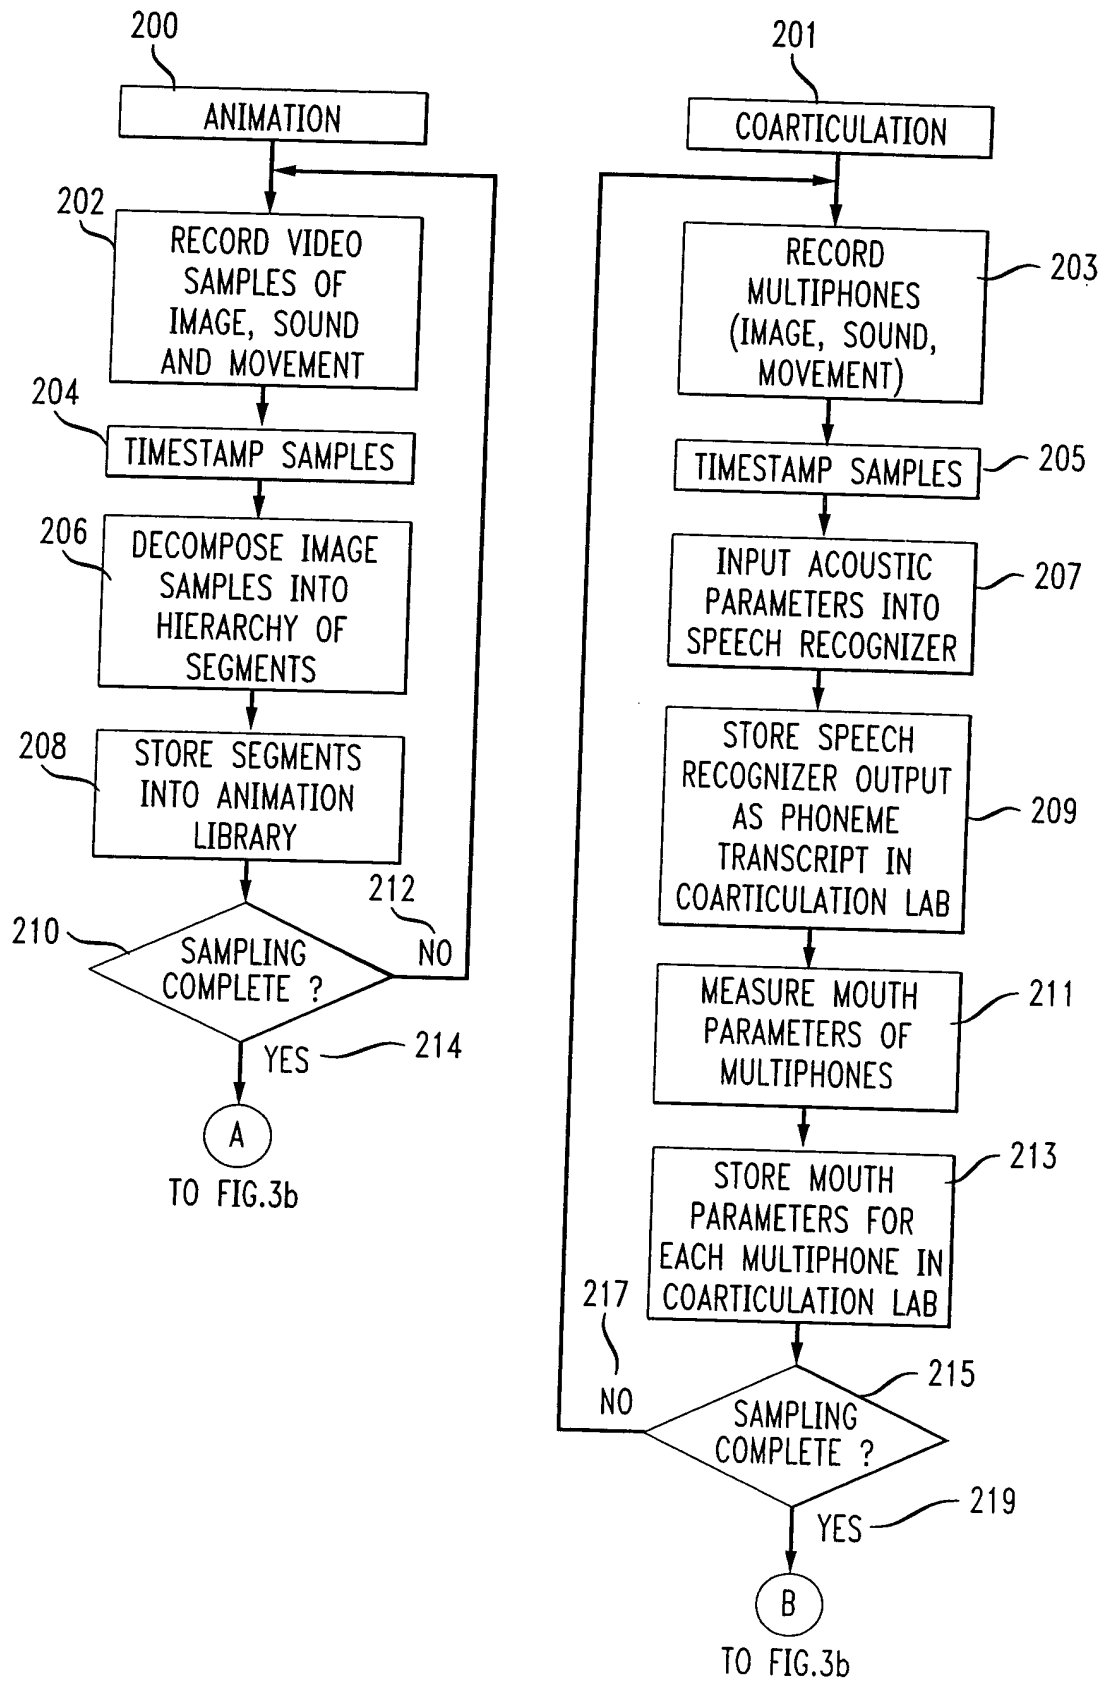 200
ANIMATION
202
RECORD VIDEO
SAMPLES OF
IMAGE, SOUND
AND MOVEMENT
204
TIMESTAMP SAMPLES
206
DECOMPOSE IMAGE
SAMPLES INTO
HIERARCHY OF
SEGMENTS
208
STORE SEGMENTS
INTO ANIMATION
LIBRARY
212
NO
210
SAMPLING
COMPLETE ?
YES
214
A
TO FIG.3b
201
COARTICULATION
RECORD
MULTIPHONES
(IMAGE, SOUND,
MOVEMENT)
203
TIMESTAMP SAMPLES
205
INPUT ACOUSTIC
PARAMETERS INTO
SPEECH RECOGNIZER
207
STORE SPEECH
RECOGNIZER OUTPUT
AS PHONEME
TRANSCRIPT IN
COARTICULATION LAB
209
MEASURE MOUTH
PARAMETERS OF
MULTIPHONES
211
STORE MOUTH
PARAMETERS FOR
EACH MULTIPHONE IN
COARTICULATION LAB
213
217
NO
215
SAMPLING
COMPLETE ?
YES
219
B
TO FIG.3b